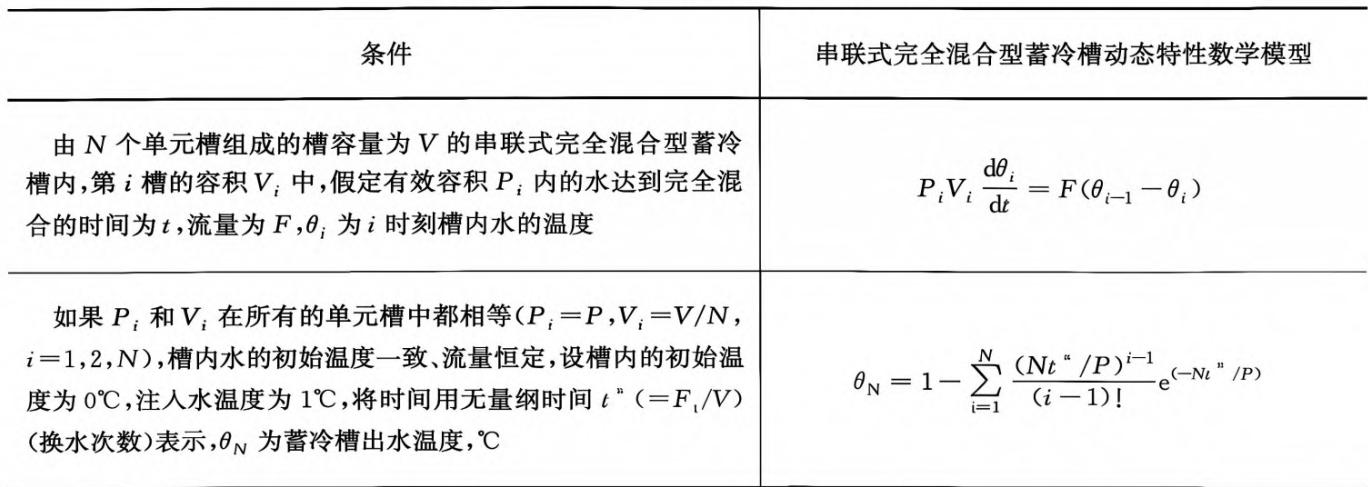 条件
串联式完全混合型蓄冷槽动态特性数学模型
由 N 个单元槽组成的槽容量为 V 的串联式完全混合型蓄冷
槽内,第 i 槽的容积 V_i 中,假定有效容积 P_i 内的水达到完全混
合的时间为 t,流量为 F,θ_i 为 i 时刻槽内水的温度
P_i V_i \frac{dθ_i}{dt} = F(θ_{i-1} - θ_i)
如果 P_i 和 V_i 在所有的单元槽中都相等(P_i=P,V_i=V/N,
i=1,2,N),槽内水的初始温度一致、流量恒定,设槽内的初始温
度为 0℃,注入水温度为 1℃,将时间用无量纲时间 t^"(=F_t/V)
(换水次数)表示,θ_N 为蓄冷槽出水温度,℃
θ_N = 1 - \sum_{i=1}^{N} \frac{(Nt^"/P)^{i-1}}{(i-1)!} e^{(-Nt^"/P)}